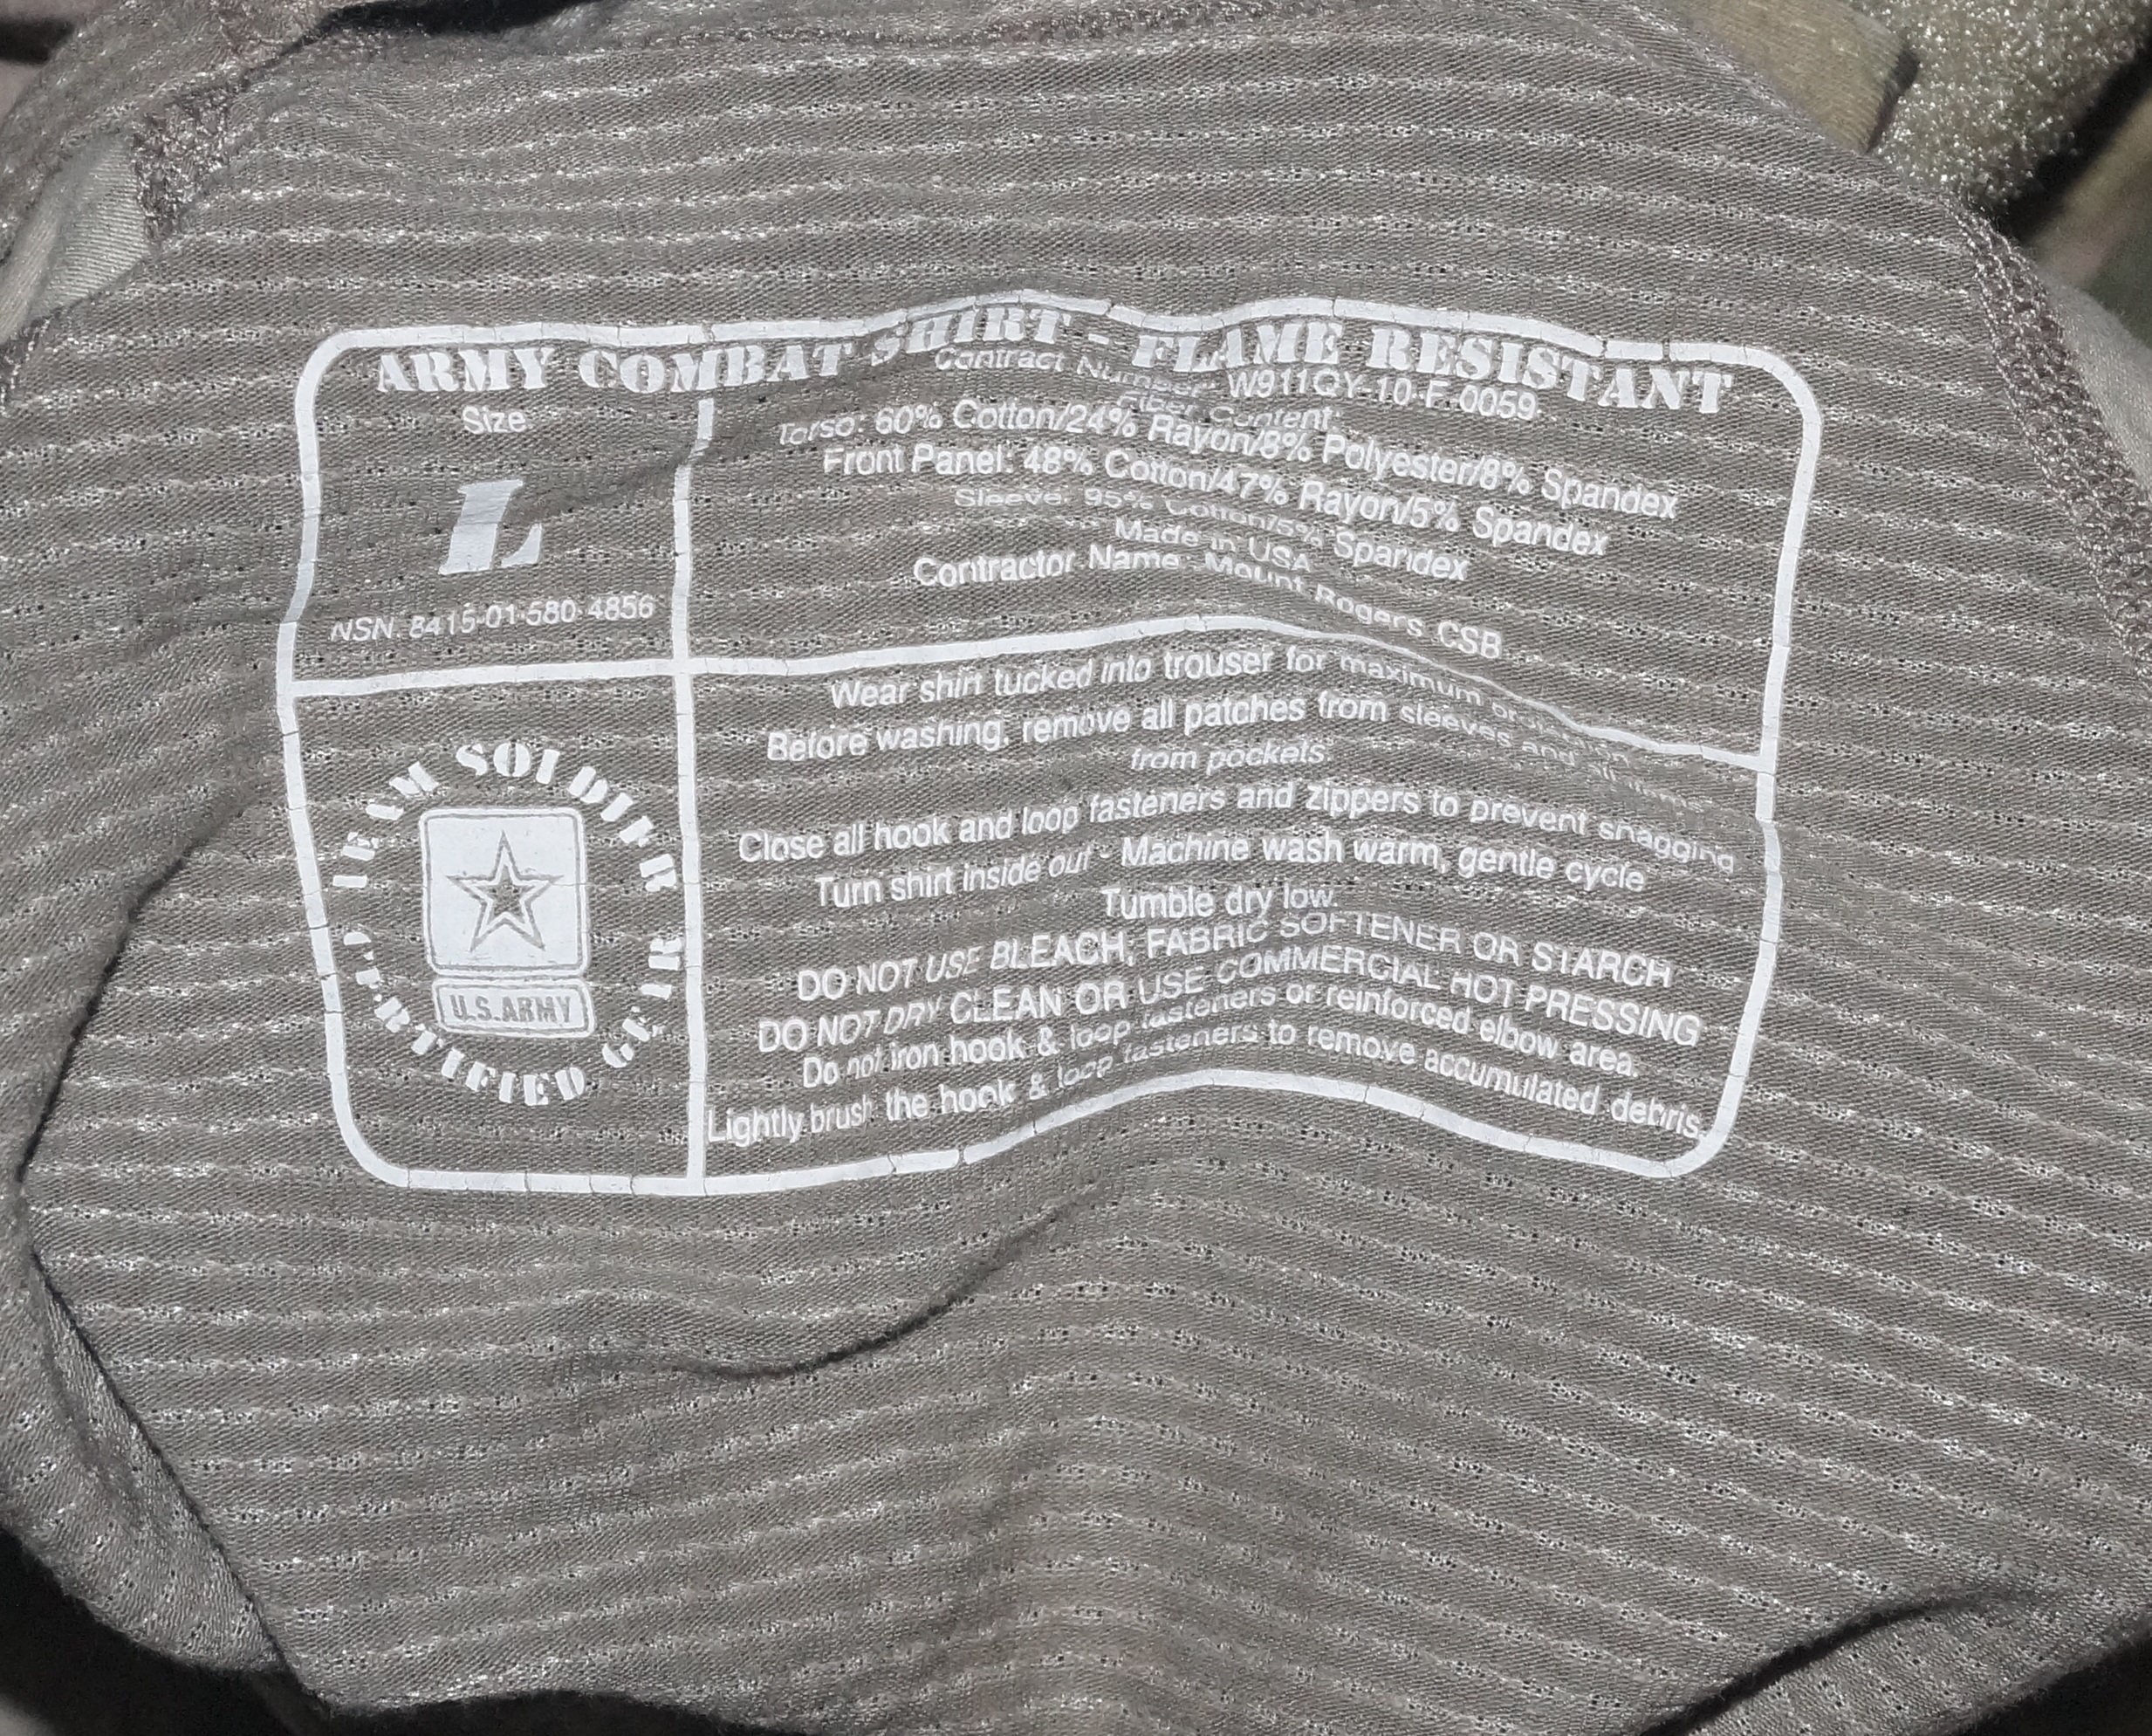 ARMY COMBAT SHIRT - FLAME RESISTANT
Size
L
NSN: 8415-01-580-4856
Contract Number: W911QY-10-F-0059
Fiber Content:
Torso: 60% Cotton/24% Rayon/8% Polyester/8% Spandex
Front Panel: 48% Cotton/47% Rayon/5% Spandex
Sleeve: 95% Cotton/5% Spandex
Made in USA
Contractor Name: Mount Rogers CSB
TEAM SOLDIER
U.S.ARMY
CERTIFIED GEAR
Wear shirt tucked into trouser for maximum
Before washing, remove all patches from sleeves and all items
from pockets.
Close all hook and loop fasteners and zippers to prevent snagging
Turn shirt inside out - Machine wash warm, gentle cycle
Tumble dry low.
DO NOT USE BLEACH, FABRIC SOFTENER OR STARCH
DO NOT DRY CLEAN OR USE COMMERCIAL HOT PRESSING
Do not iron hook & loop fasteners or reinforced elbow area.
Lightly brush the hook & loop fasteners to remove accumulated debris